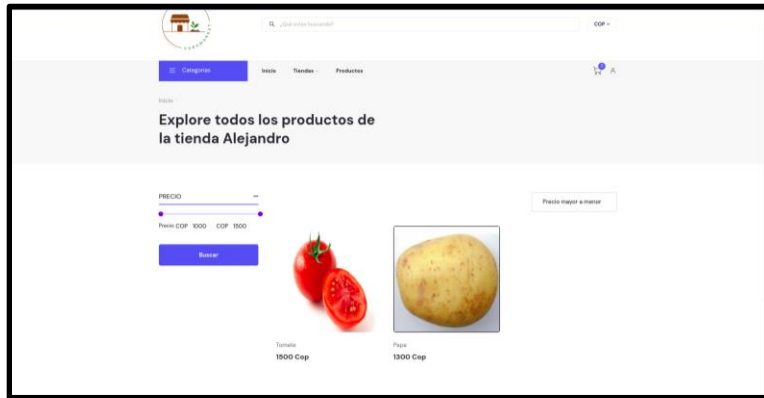 ¿Qué estás buscando?
COP
Categorías
Inicio
Tiendas
Productos
Inicio
Explore todos los productos de
la tienda Alejandro
PRECIO
Precio mayor a menor
Precio COP 1000 COP 1500
Buscar
Tomate
Papa
1500 Cop
1300 Cop